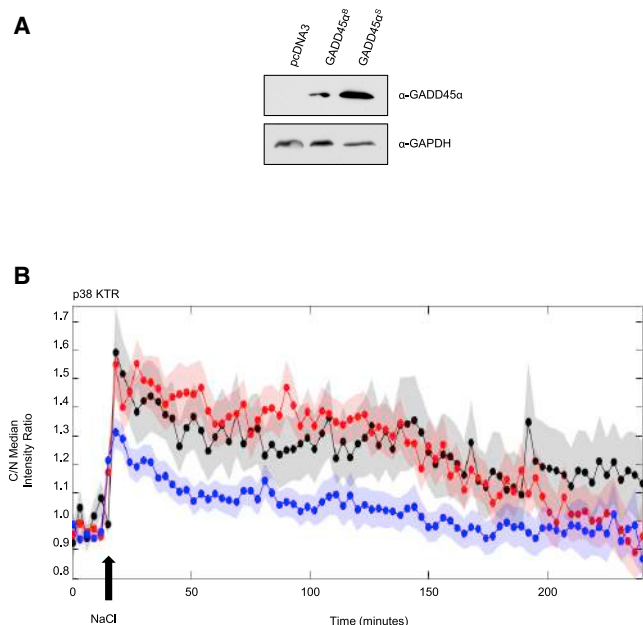 A
pcDNA3
GADD45αᴮ
GADD45αˢ
α-GADD45α
α-GAPDH
B
p38 KTR
C/N Median
Intensity Ratio
1.7
1.6
1.5
1.4
1.3
1.2
1.1
1.0
0.9
0.8
0
50
100
150
200
NaCl
Time (minutes)